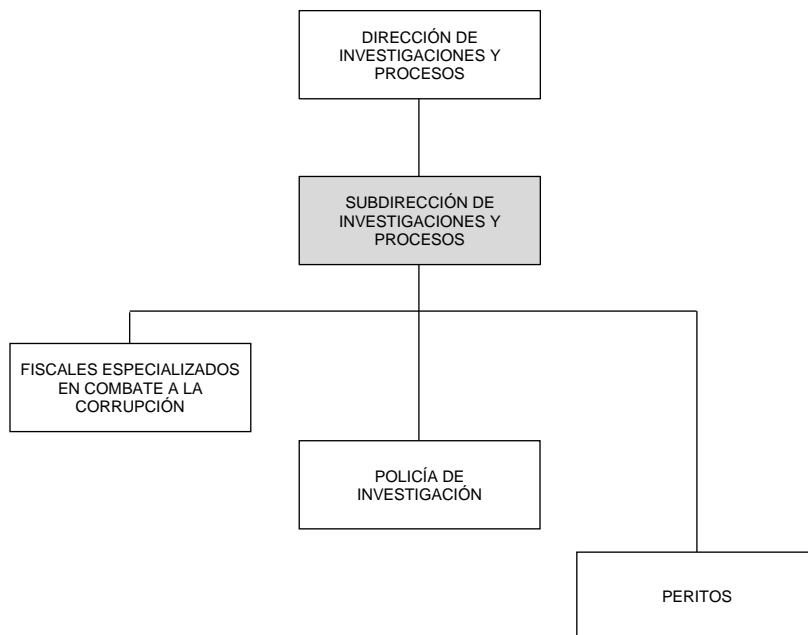 DIRECCIÓN DE
INVESTIGACIONES Y
PROCESOS
SUBDIRECCIÓN DE
INVESTIGACIONES Y
PROCESOS
FISCALES ESPECIALIZADOS
EN COMBATE A LA
CORRUPCIÓN
POLICÍA DE
INVESTIGACIÓN
PERITOS